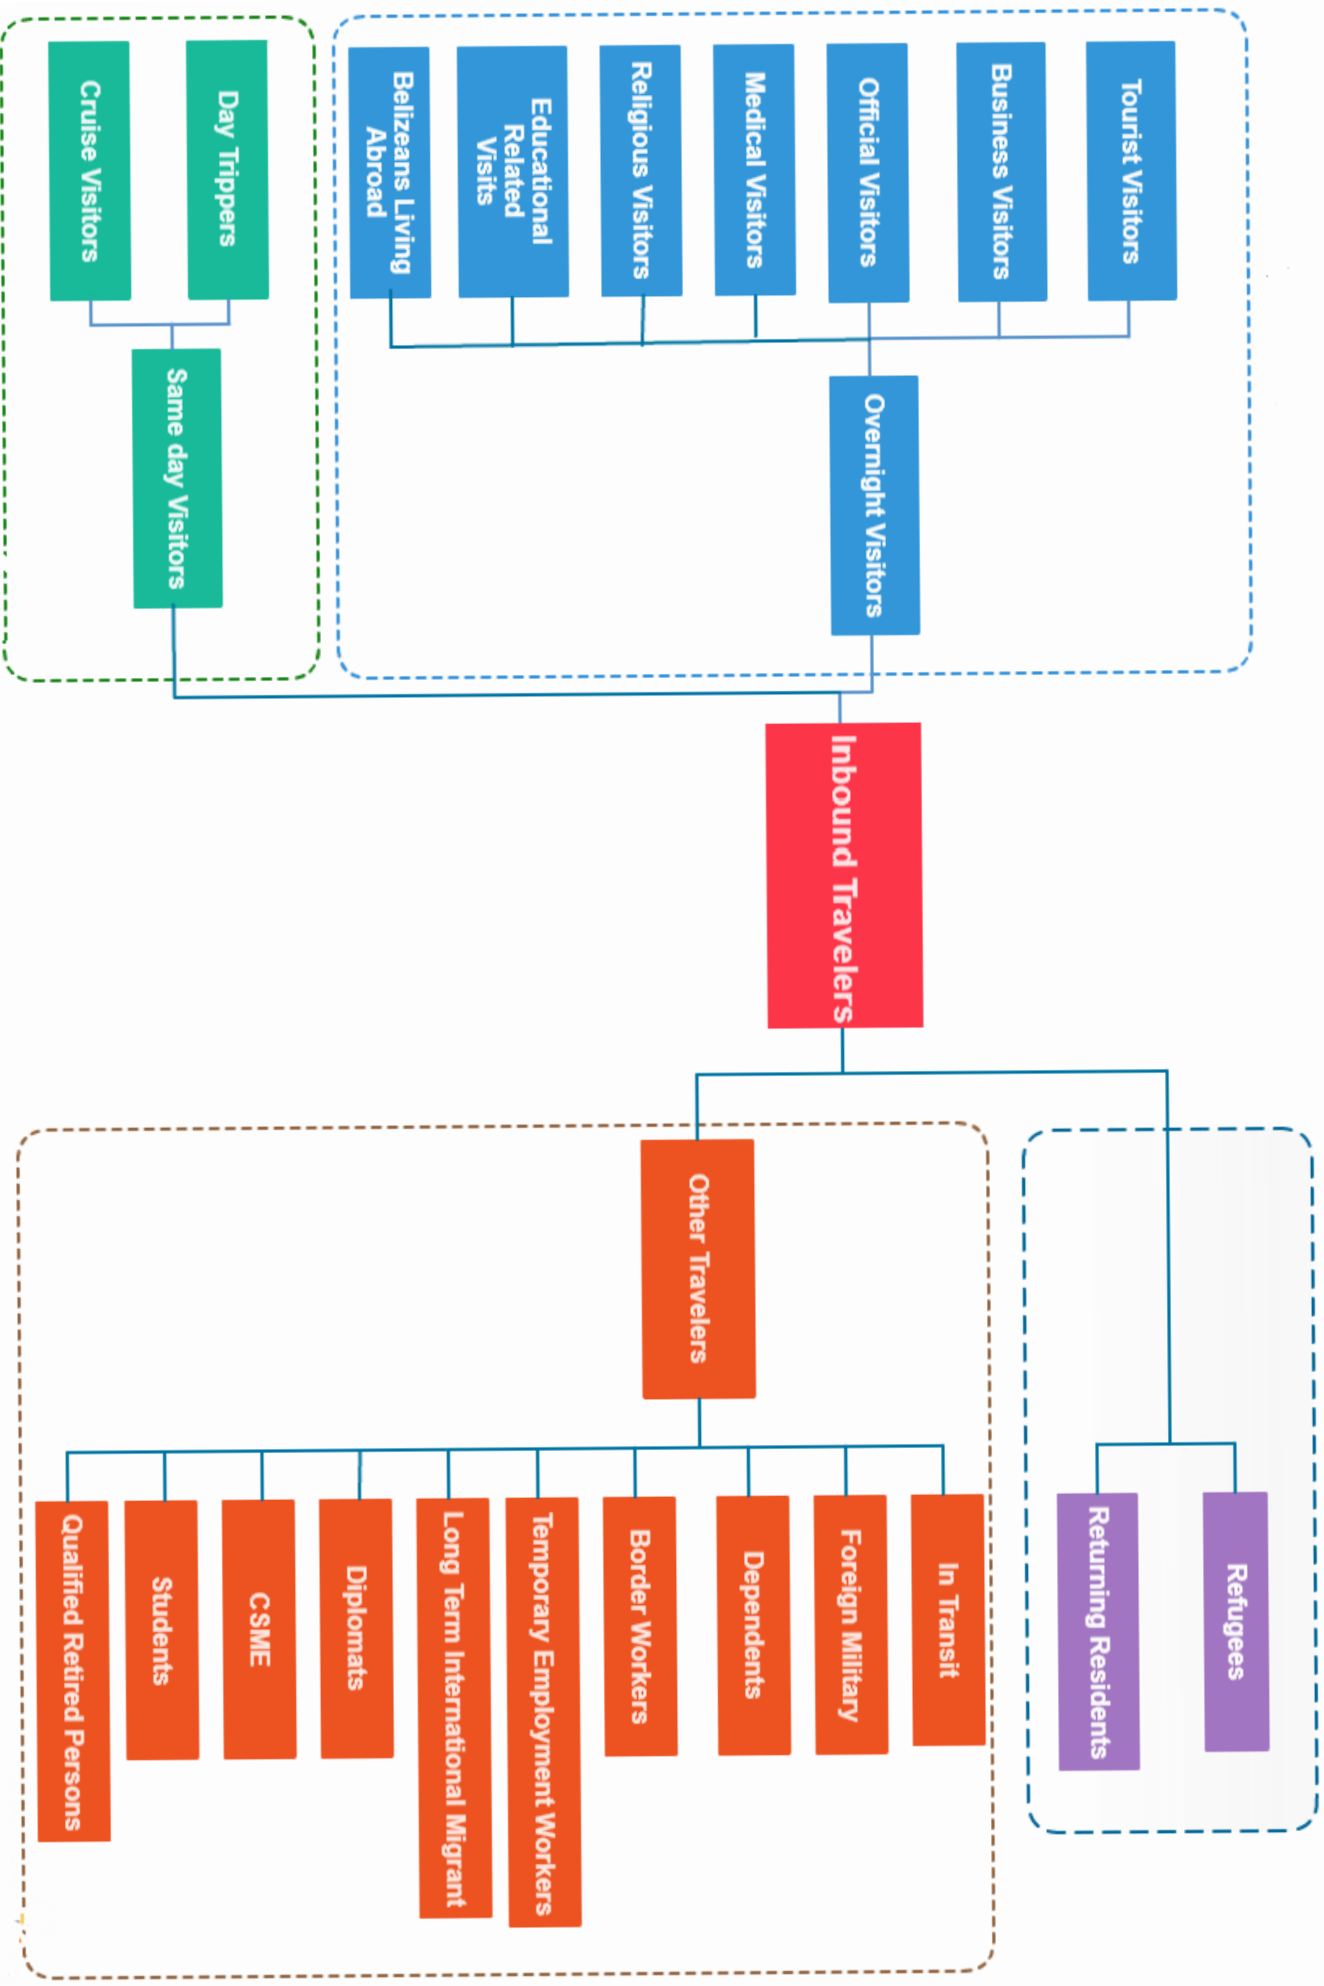 Tourist Visitors
Business Visitors
Official Visitors
Medical Visitors
Religious Visitors
Educational
Related
Visits
Belizeans Living
Abroad
Overnight Visitors
Day Trippers
Cruise Visitors
Same day Visitors
Inbound Travelers
Refugees
Returning Residents
Other Travelers
In Transit
Foreign Military
Dependents
Border Workers
Temporary Employment Workers
Long Term International Migrant
Diplomats
CSME
Students
Qualified Retired Persons